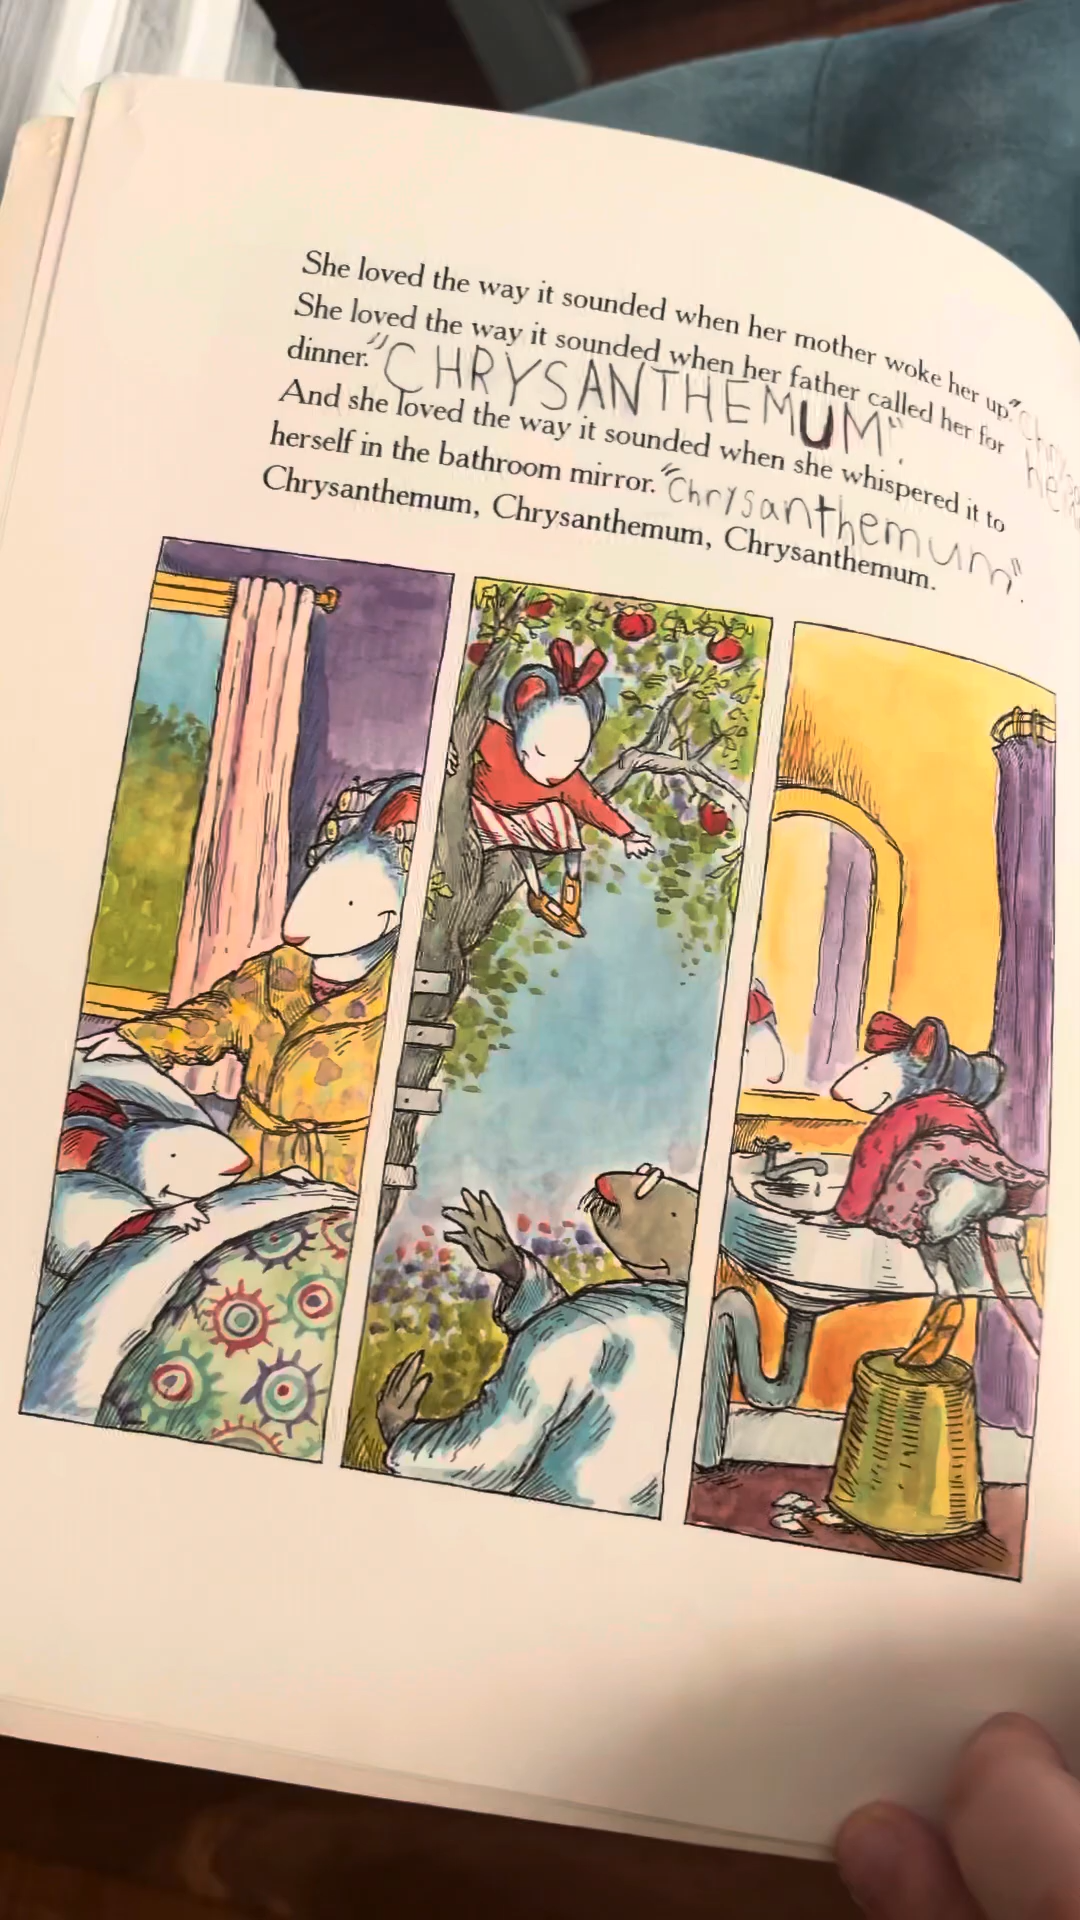 She loved the way it sounded when her mother woke her up."
She loved the way it sounded when her father called her for
dinner. "CHRYSANTHEMUM".
And she loved the way it sounded when she whispered it to
herself in the bathroom mirror. "Chrysanthemum".
Chrysanthemum, Chrysanthemum, Chrysanthemum.